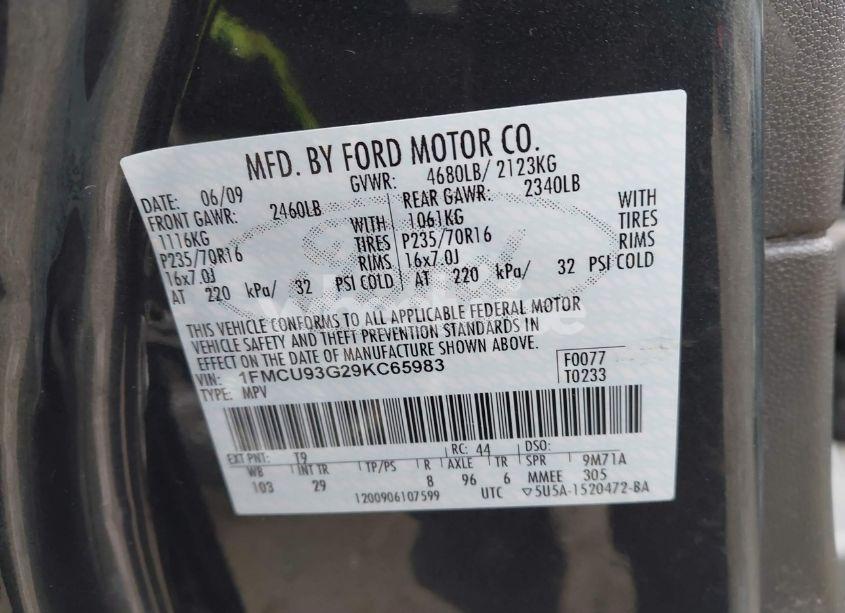 MFD. BY FORD MOTOR CO.
DATE: 06/09 GVWR: 4680LB/ 2123KG
FRONT GAWR: 2460LB REAR GAWR: 2340LB
1116KG WITH 1061KG WITH
P235/70R16 TIRES P235/70R16 TIRES
16x7.0J RIMS 16x7.0J RIMS
AT 220 kPa/ 32 PSI COLD AT 220 kPa/ 32 PSI COLD
THIS VEHICLE CONFORMS TO ALL APPLICABLE FEDERAL MOTOR
VEHICLE SAFETY AND THEFT PREVENTION STANDARDS IN
EFFECT ON THE DATE OF MANUFACTURE SHOWN ABOVE.
VIN: 1FMCU93G29KC65983 F0077
TYPE: MPV T0233
EXT PNT: T9 RC: 44 DSO:
WB INT TR TP/PS R AXLE TR SPR 9M71A
103 29 8 96 6 MMEE 305
1200906107599 UTC ▽5U5A-1520472-BA